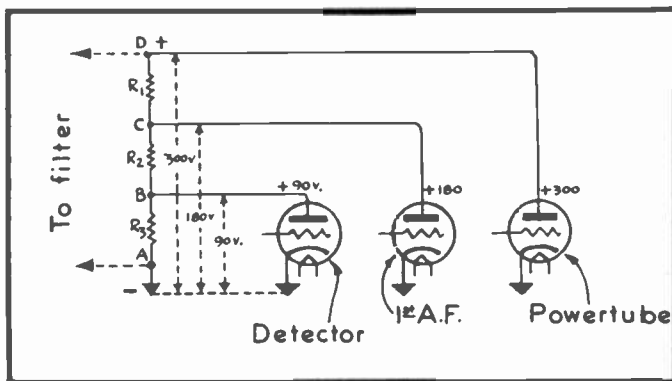 D +
R1
C
R2
300v.
B
+90v.
+180
+300
180v
R3
90v.
A
-
To filter
Detector
1st A.F.
Powertube